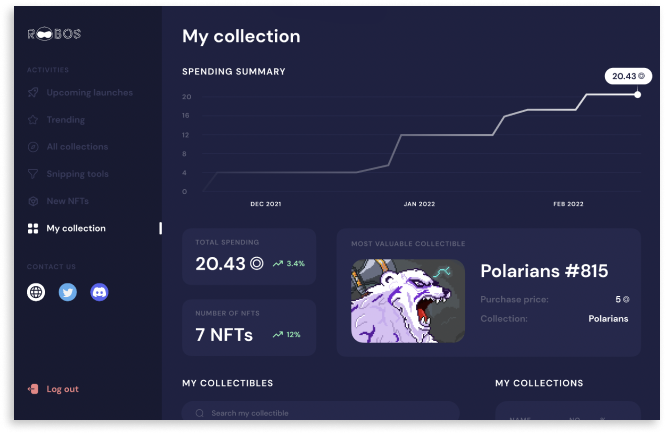 ROBOS
ACTIVITIES
Upcoming launches
Trending
All collections
Snipping tools
New NFTs
My collection
CONTACT US
Log out
My collection
SPENDING SUMMARY
20.43
20
16
12
8
4
0
DEC 2021
JAN 2022
FEB 2022
TOTAL SPENDING
20.43
3.4%
NUMBER OF NFTS
7 NFTs
12%
MOST VALUABLE COLLECTIBLE
Polarians #815
Purchase price: 5
Collection: Polarians
MY COLLECTIBLES
Search my collectible
MY COLLECTIONS
NAME NO